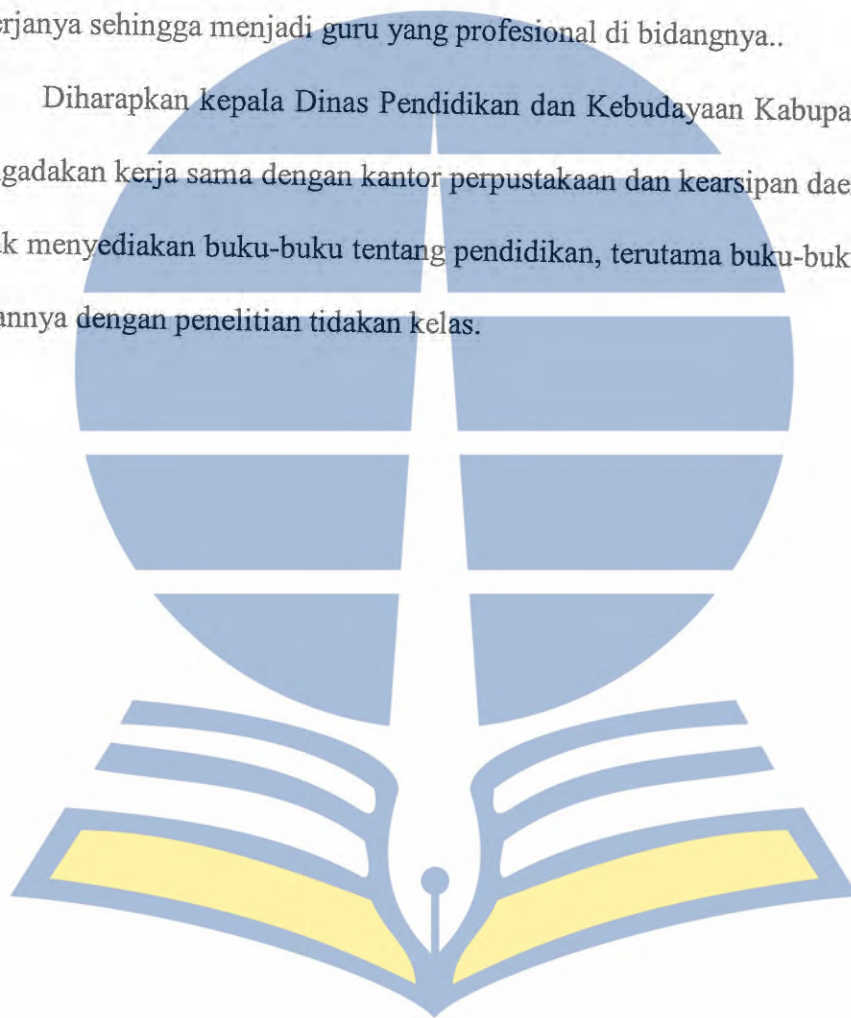 erjanya sehingga menjadi guru yang profesional di bidangnya..
Diharapkan kepala Dinas Pendidikan dan Kebudayaan Kabupa
gadakan kerja sama dengan kantor perpustakaan dan kearsipan dae
k menyediakan buku-buku tentang pendidikan, terutama buku-buk
annya dengan penelitian tidakan kelas.